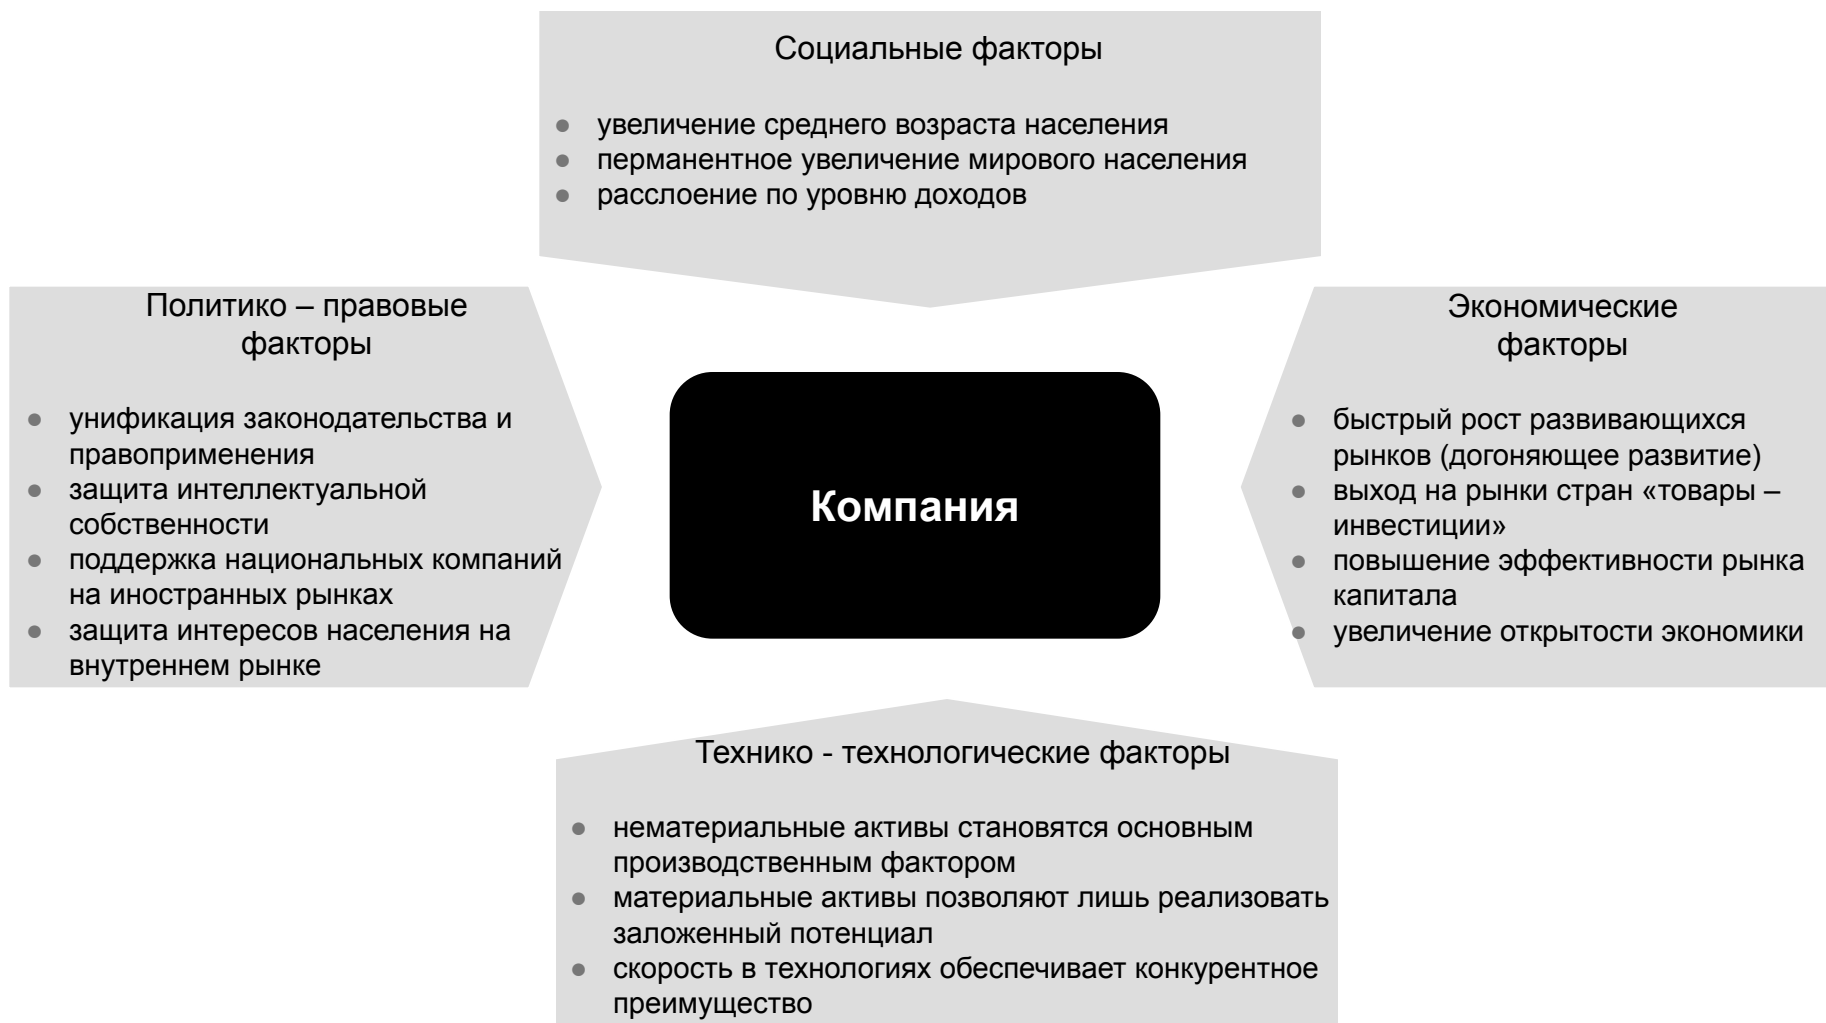 Социальные факторы
увеличение среднего возраста населения
перманентное увеличение мирового населения
расслоение по уровню доходов
Политико – правовые
факторы
унификация законодательства и
правоприменения
защита интеллектуальной
собственности
поддержка национальных компаний
на иностранных рынках
защита интересов населения на
внутреннем рынке
Компания
Экономические
факторы
быстрый рост развивающихся
рынков (догоняющее развитие)
выход на рынки стран «товары –
инвестиции»
повышение эффективности рынка
капитала
увеличение открытости экономики
Технико - технологические факторы
нематериальные активы становятся основным
производственным фактором
материальные активы позволяют лишь реализовать
заложенный потенциал
скорость в технологиях обеспечивает конкурентное
преимущество